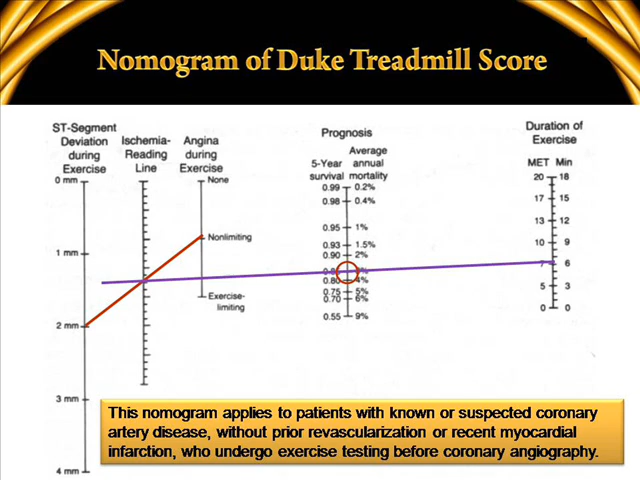 Nomogram of Duke Treadmill Score
ST-Segment
Deviation
during
Exercise
0 mm
1 mm
2 mm
3 mm
4 mm
Ischemia-
Reading
Line
Angina
during
Exercise
None
Nonlimiting
Exercise-
limiting
Prognosis
5-Year
survival
Average
annual
mortality
0.99 0.2%
0.98 0.4%
0.95 1%
0.93 1.5%
0.90 2%
0.80 4%
0.75 5%
0.70 6%
0.55 9%
Duration of
Exercise
MET Min
20 18
17 15
13 12
10 9
7 6
5 3
0 0
This nomogram applies to patients with known or suspected coronary
artery disease, without prior revascularization or recent myocardial
infarction, who undergo exercise testing before coronary angiography.